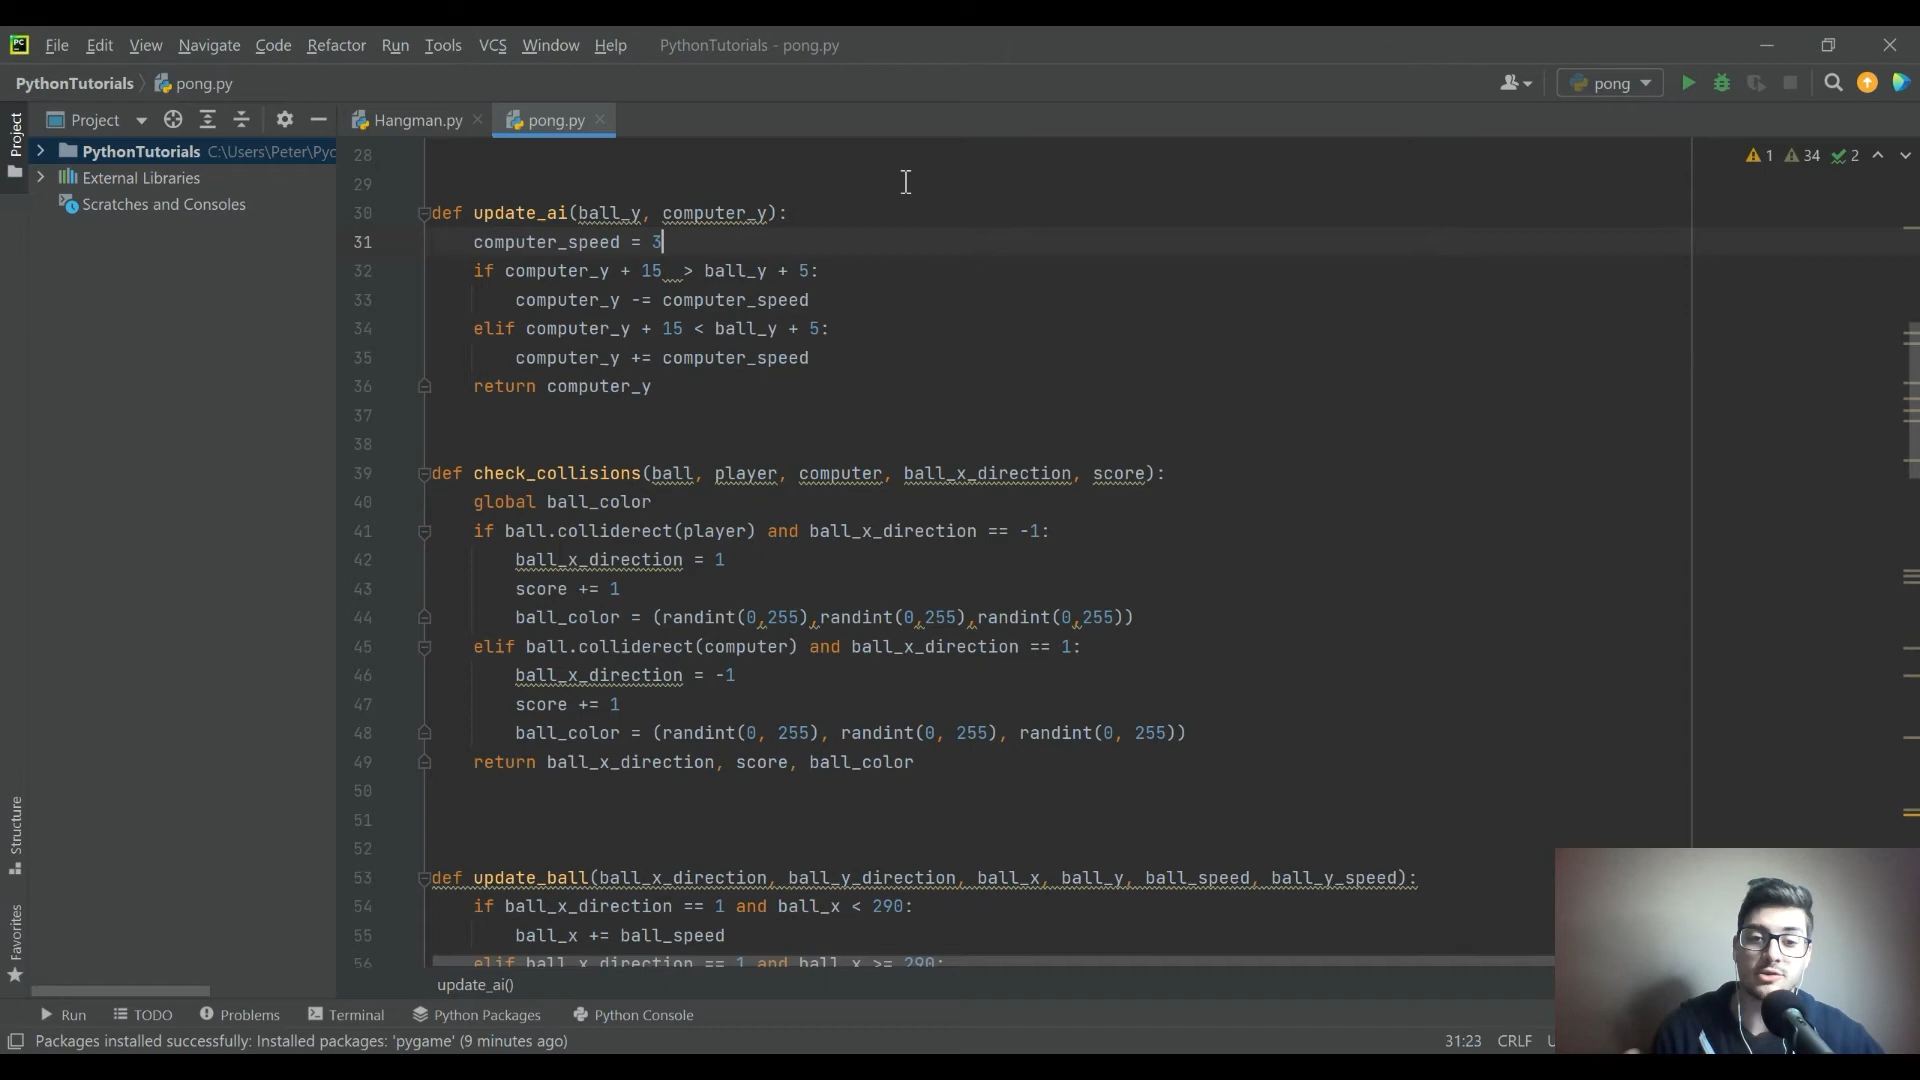 PC File Edit View Navigate Code Refactor Run Tools VCS Window Help PythonTutorials - pong.py
PythonTutorials pong.py pong
Project Hangman.py pong.py
Project
PythonTutorials C:\Users\Peter\Pyc
External Libraries
Scratches and Consoles
1 34 2
28
29
30 def update_ai(ball_y, computer_y):
31 computer_speed = 3
32 if computer_y + 15  > ball_y + 5:
33 computer_y -= computer_speed
34 elif computer_y + 15 < ball_y + 5:
35 computer_y += computer_speed
36 return computer_y
37
38
39 def check_collisions(ball, player, computer, ball_x_direction, score):
40 global ball_color
41 if ball.colliderect(player) and ball_x_direction == -1:
42 ball_x_direction = 1
43 score += 1
44 ball_color = (randint(0,255),randint(0,255),randint(0,255))
45 elif ball.colliderect(computer) and ball_x_direction == 1:
46 ball_x_direction = -1
47 score += 1
48 ball_color = (randint(0, 255), randint(0, 255), randint(0, 255))
49 return ball_x_direction, score, ball_color
50
51
52
53 def update_ball(ball_x_direction, ball_y_direction, ball_x, ball_y, ball_speed, ball_y_speed):
54 if ball_x_direction == 1 and ball_x < 290:
55 ball_x += ball_speed
56 elif ball_x_direction == 1 and ball_x >= 290:
update_ai()
Structure
Favorites
Run TODO Problems Terminal Python Packages Python Console
Packages installed successfully: Installed packages: 'pygame' (9 minutes ago) 31:23 CRLF